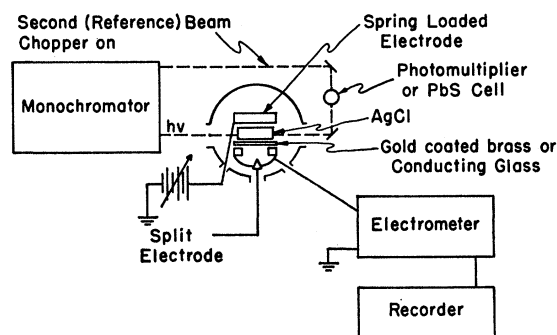 Second (Reference) Beam
Chopper on
Spring Loaded
Electrode
Photomultiplier
or PbS Cell
Monochromator
hν
AgCl
Gold coated brass or
Conducting Glass
Split
Electrode
Electrometer
Recorder